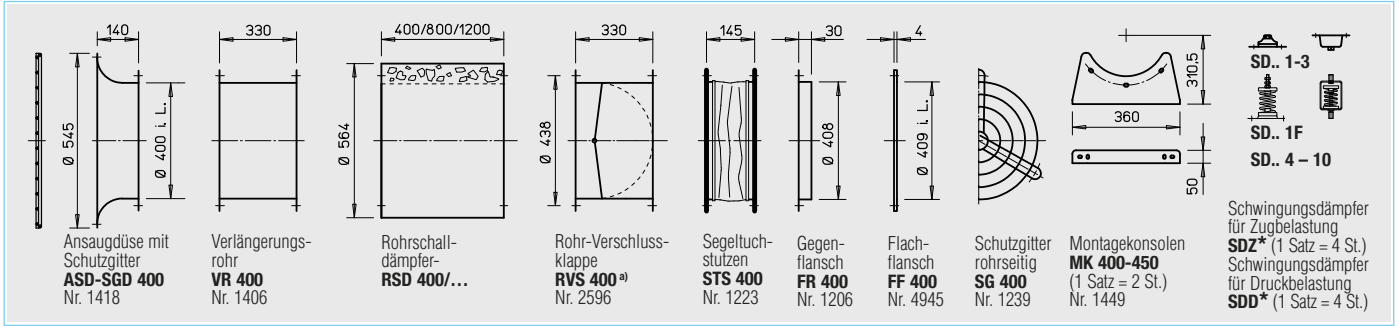 140
Ø 545
Ø 400 i. L.
Ansaugdüse mit
Schutzgitter
ASD-SGD 400
Nr. 1418
330
Verlängerungs-
rohr
VR 400
Nr. 1406
400/800/1200
Ø 564
Rohrschall-
dämpfer-
RSD 400/…
330
Ø 438
Rohr-Verschluss-
klappe
RVS 400 a)
Nr. 2596
145
Segeltuch-
stutzen
STS 400
Nr. 1223
30
Ø 408
Gegen-
flansch
FR 400
Nr. 1206
4
Ø 409 i. L.
Flach-
flansch
FF 400
Nr. 4945
Schutzgitter
rohrseitig
SG 400
Nr. 1239
310,5
360
50
Montagekonsolen
MK 400-450
(1 Satz = 2 St.)
Nr. 1449
SD.. 1-3
SD.. 1F
SD.. 4 – 10
Schwingungsdämpfer
für Zugbelastung
SDZ* (1 Satz = 4 St.)
Schwingungsdämpfer
für Druckbelastung
SDD* (1 Satz = 4 St.)